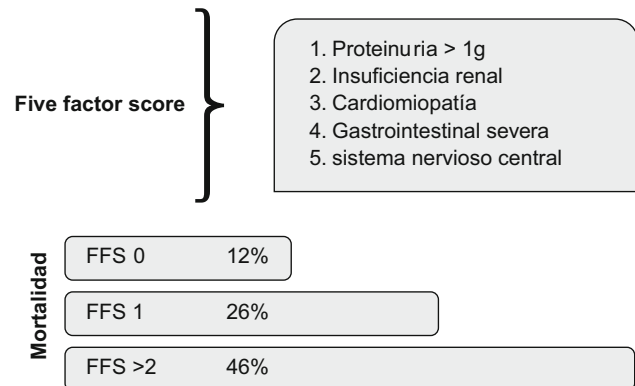 Five factor score
1. Proteinuria > 1g
2. Insuficiencia renal
3. Cardiomiopatía
4. Gastrointestinal severa
5. sistema nervioso central
Mortalidad
FFS 0 12%
FFS 1 26%
FFS >2 46%